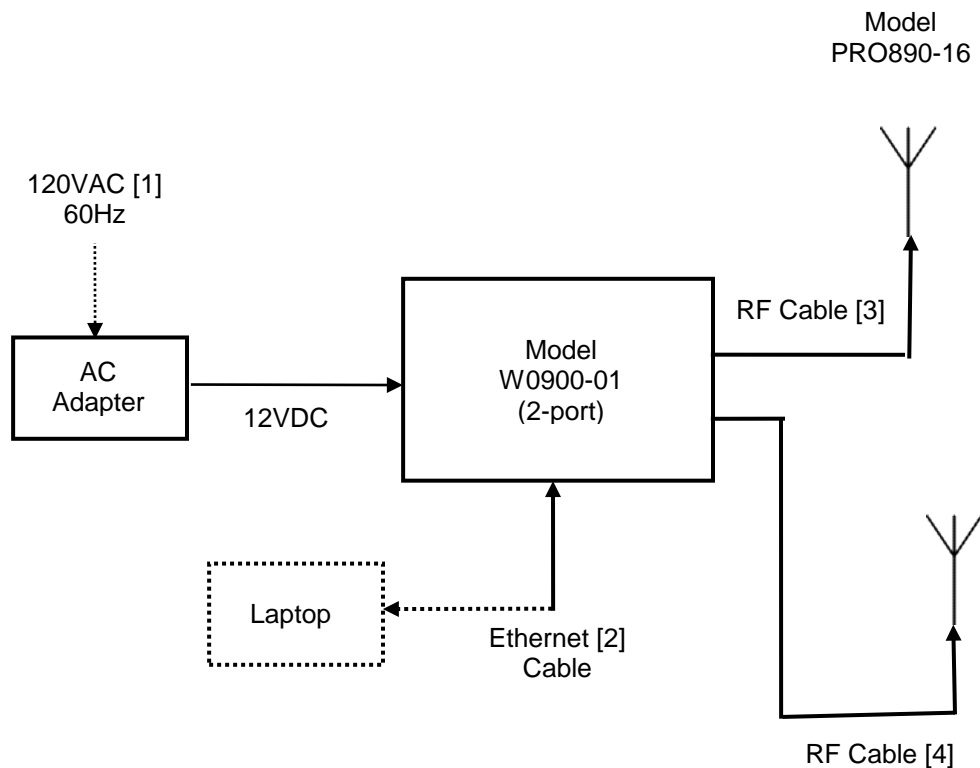 Model
PRO890-16
120VAC [1]
60Hz
RF Cable [3]
AC
Adapter
12VDC
Model
W0900-01
(2-port)
Laptop
Ethernet [2]
Cable
RF Cable [4]